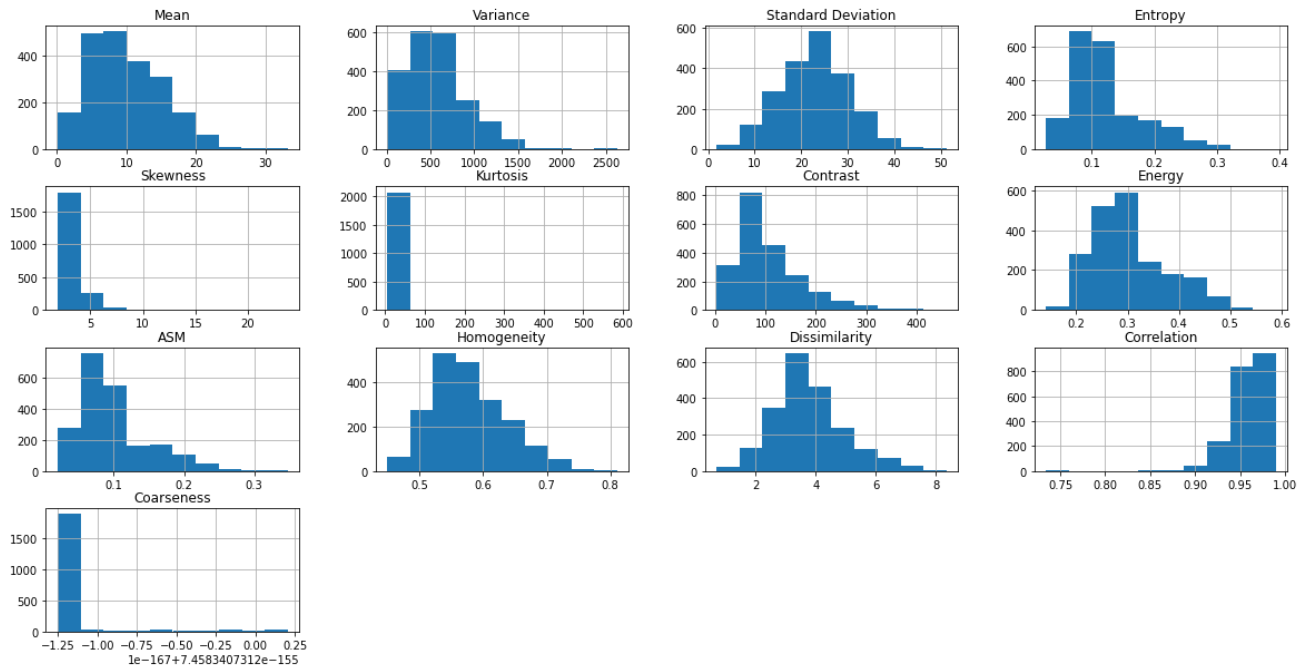 Mean Variance Standard Deviation Entropy
400 600 600 600
200 400 400 400
0 200 200 200
0 0 0
0 10 20 30 0 500 1000 1500 2000 2500 0 10 20 30 40 50 0.1 0.2 0.3 0.4
Skewness Kurtosis Contrast Energy
1500 2000 800 600
1000 1500 600 400
500 1000 400 200
0 500 200 0
0 0
5 10 15 20 0 100 200 300 400 500 600 0 100 200 300 400 0.2 0.3 0.4 0.5 0.6
ASM Homogeneity Dissimilarity Correlation
600 400 600 800
400 200 400 600
200 0 200 400
0 0 200
0
0.1 0.2 0.3 0.5 0.6 0.7 0.8 2 4 6 8 0.75 0.80 0.85 0.90 0.95 1.00
Coarseness
1500
1000
500
0
−1.25 −1.00 −0.75 −0.50 −0.25 0.00 0.25
1e-167+7.4583407312e-155